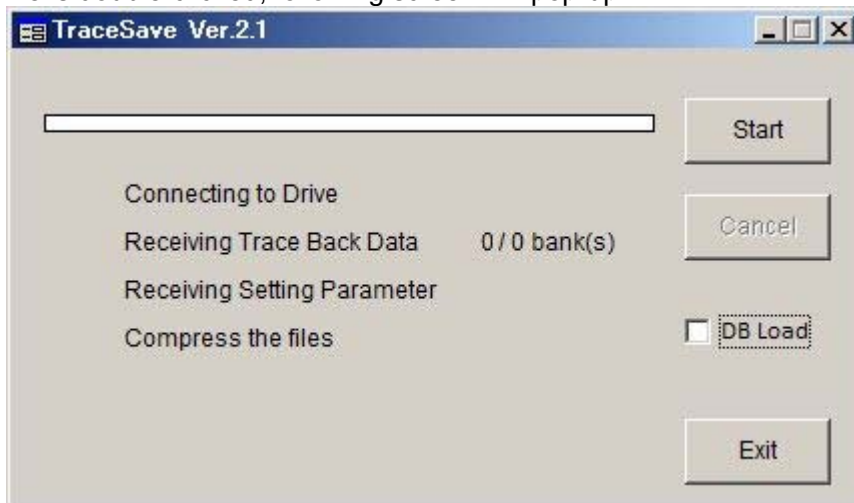 TraceSave Ver.2.1
Start
Connecting to Drive
Receiving Trace Back Data 0 / 0 bank(s)
Cancel
Receiving Setting Parameter
Compress the files
DB Load
Exit